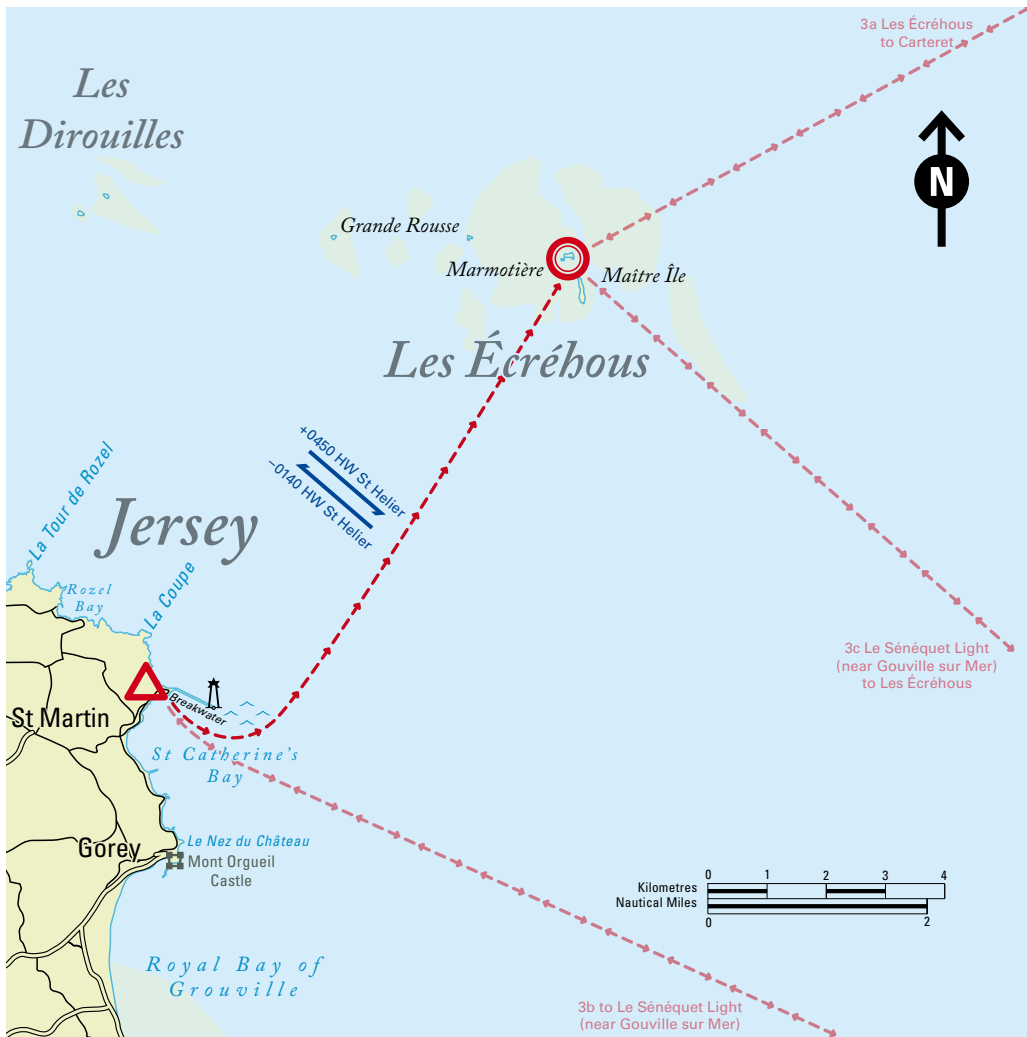 3a Les Écréhous
to Carteret
Les
Dirouilles
N
Grande Rousse
Marmotière
Maître Île
Les Écréhous
+0450 HW St Helier
–0140 HW St Helier
La Tour de Rozel
Jersey
La Coupe
Rozel
Bay
3c Le Sénéquet Light
(near Gouville sur Mer)
to Les Écréhous
Breakwater
St Martin
St Catherine's
Bay
Gorey
Le Nez du Château
Mont Orgueil
Castle
0 1 2 3 4
Kilometres
Nautical Miles
0 2
Royal Bay of
Grouville
3b to Le Sénéquet Light
(near Gouville sur Mer)